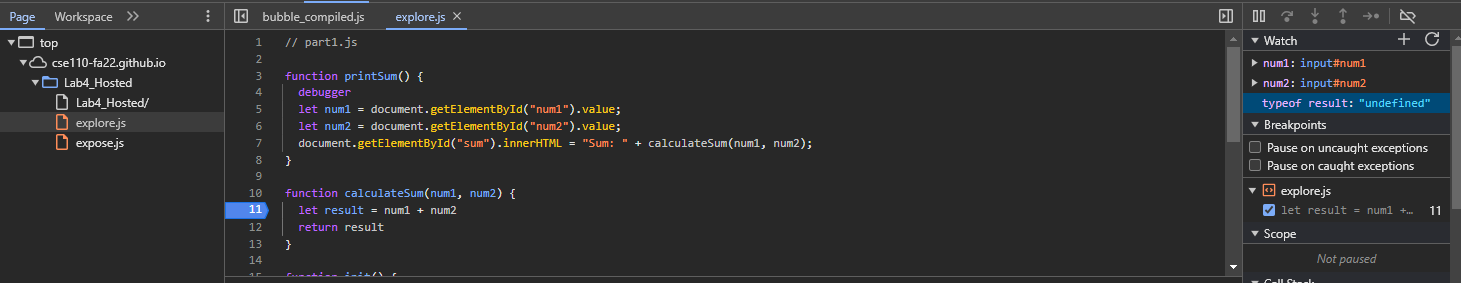 Page Workspace bubble_compiled.js explore.js
top
cse110-fa22.github.io
Lab4_Hosted
Lab4_Hosted/
explore.js
expose.js
1 // part1.js
2
3 function printSum() {
4 debugger
5 let num1 = document.getElementById("num1").value;
6 let num2 = document.getElementById("num2").value;
7 document.getElementById("sum").innerHTML = "Sum: " + calculateSum(num1, num2);
8 }
9
10 function calculateSum(num1, num2) {
11 let result = num1 + num2
12 return result
13 }
14
15 function init() {
Watch
num1: input#num1
num2: input#num2
typeof result: "undefined"
Breakpoints
Pause on uncaught exceptions
Pause on caught exceptions
explore.js
let result = num1 +… 11
Scope
Not paused
Call Stack